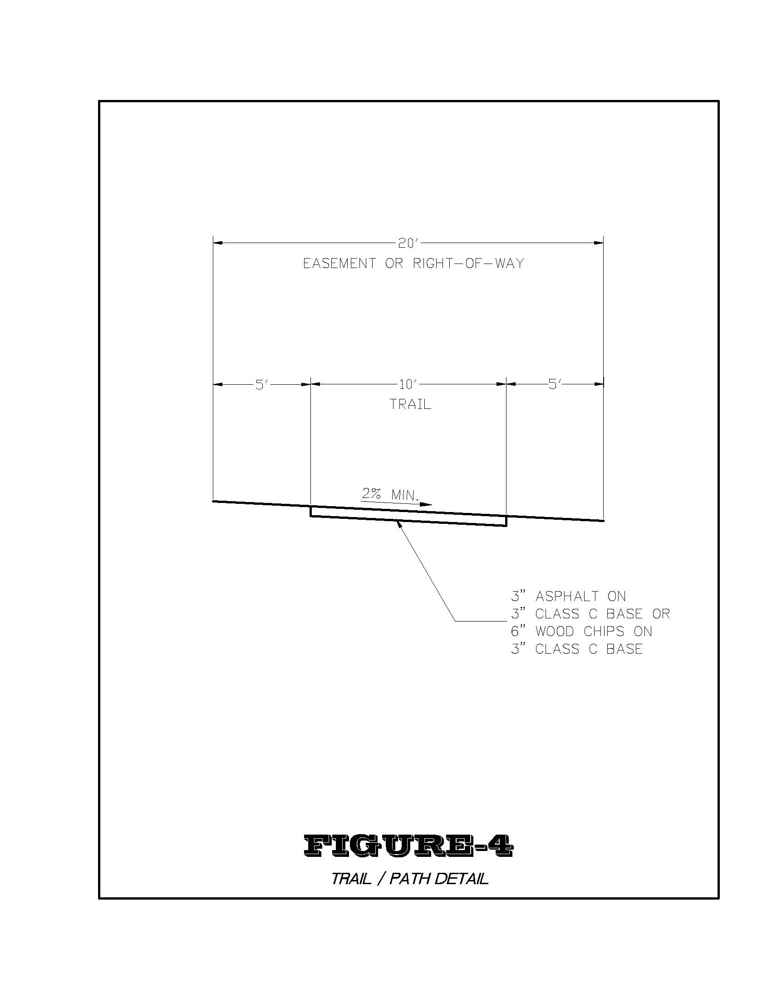 20'
EASEMENT OR RIGHT-OF-WAY
5' 10' 5'
TRAIL
2% MIN.
3" ASPHALT ON
3" CLASS C BASE OR
6" WOOD CHIPS ON
3" CLASS C BASE
FIGURE-4
TRAIL / PATH DETAIL